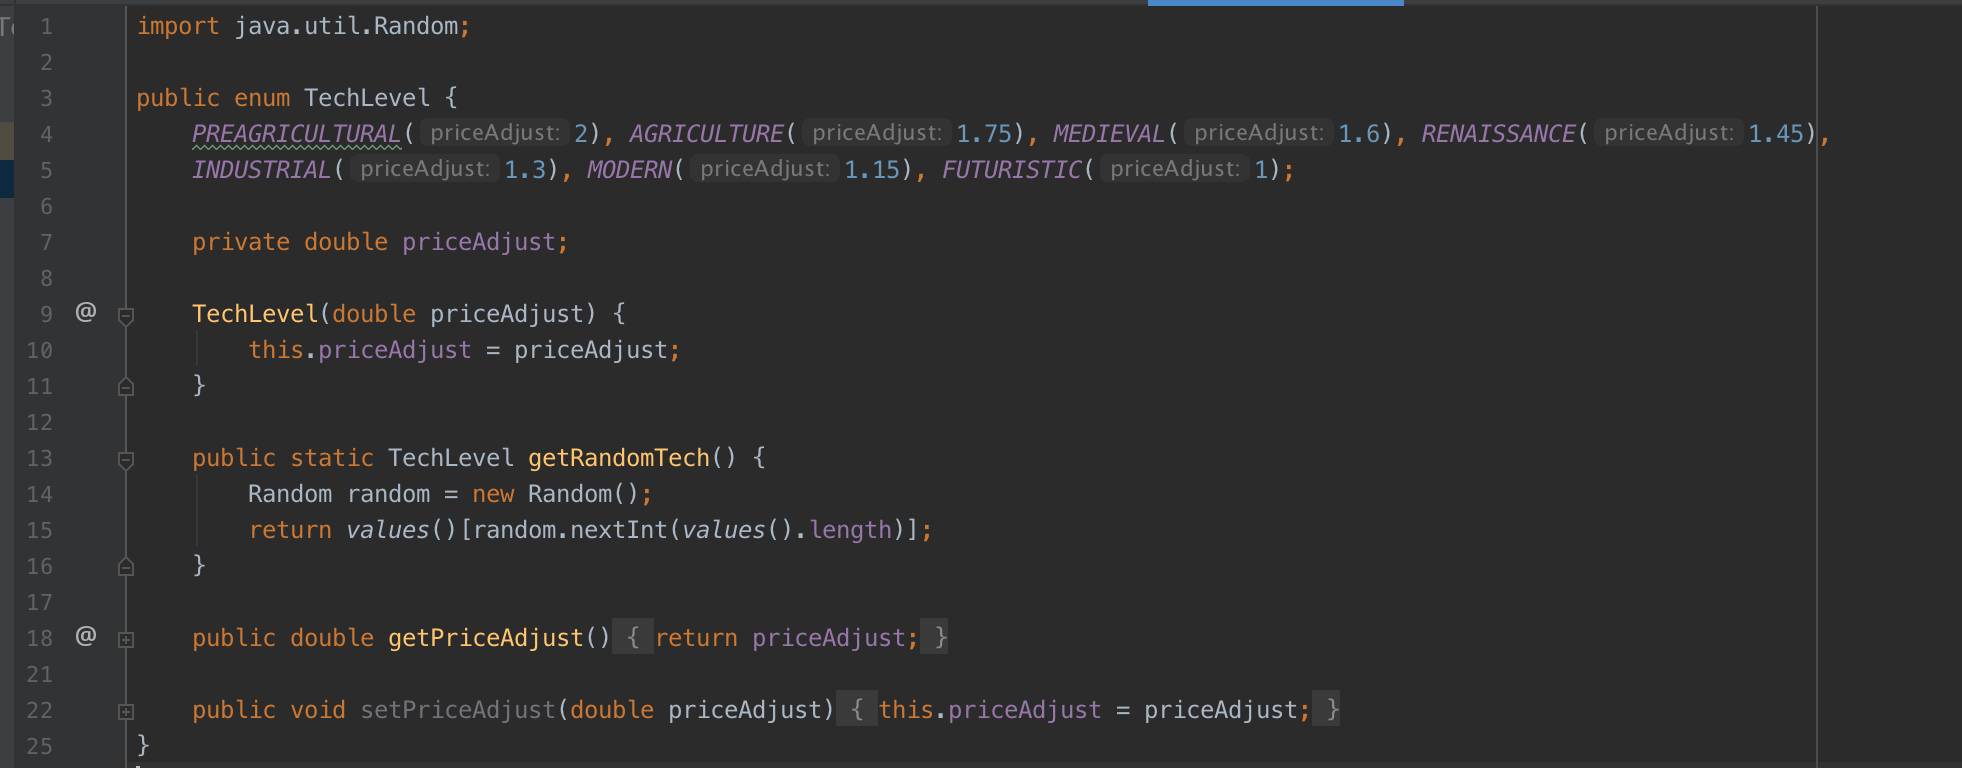 1 import java.util.Random;
2
3 public enum TechLevel {
4 PREAGRICULTURAL( priceAdjust: 2), AGRICULTURE( priceAdjust: 1.75), MEDIEVAL( priceAdjust: 1.6), RENAISSANCE( priceAdjust: 1.45),
5 INDUSTRIAL( priceAdjust: 1.3), MODERN( priceAdjust: 1.15), FUTURISTIC( priceAdjust: 1);
6
7 private double priceAdjust;
8
9 @ TechLevel(double priceAdjust) {
10 this.priceAdjust = priceAdjust;
11 }
12
13 public static TechLevel getRandomTech() {
14 Random random = new Random();
15 return values()[random.nextInt(values().length)];
16 }
17
18 @ public double getPriceAdjust() { return priceAdjust; }
21
22 public void setPriceAdjust(double priceAdjust) { this.priceAdjust = priceAdjust; }
25 }